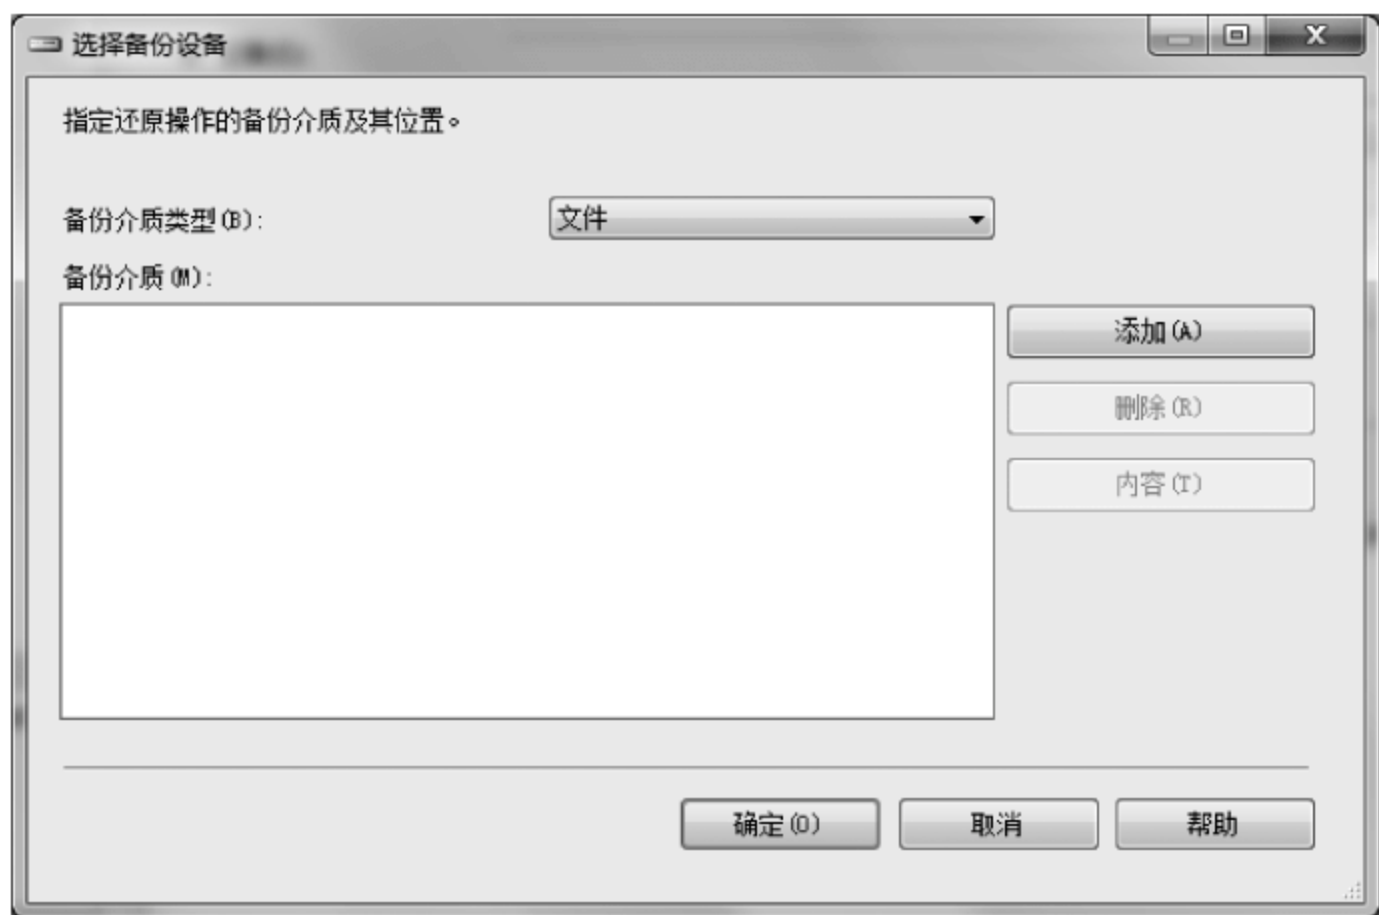 选择备份设备
指定还原操作的备份介质及其位置。
备份介质类型(B):
文件
备份介质(M):
添加(A)
删除(R)
内容(T)
确定(O)
取消
帮助